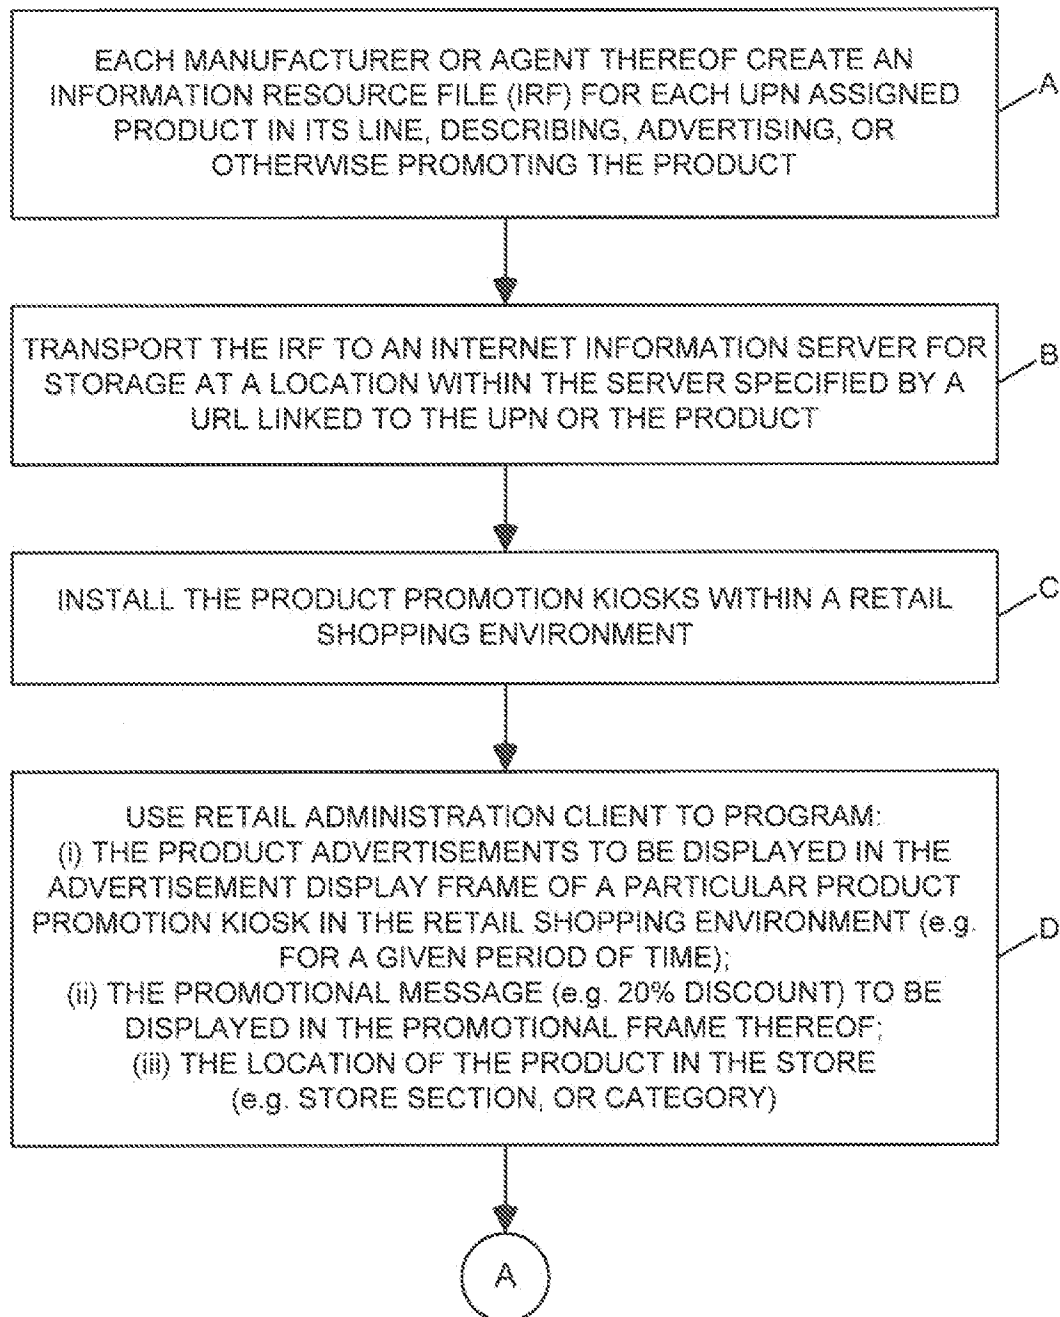 EACH MANUFACTURER OR AGENT THEREOF CREATE AN
INFORMATION RESOURCE FILE (IRF) FOR EACH UPN ASSIGNED
PRODUCT IN ITS LINE, DESCRIBING, ADVERTISING, OR
OTHERWISE PROMOTING THE PRODUCT
A
TRANSPORT THE IRF TO AN INTERNET INFORMATION SERVER FOR
STORAGE AT A LOCATION WITHIN THE SERVER SPECIFIED BY A
URL LINKED TO THE UPN OR THE PRODUCT
B
INSTALL THE PRODUCT PROMOTION KIOSKS WITHIN A RETAIL
SHOPPING ENVIRONMENT
C
USE RETAIL ADMINISTRATION CLIENT TO PROGRAM:
(i) THE PRODUCT ADVERTISEMENTS TO BE DISPLAYED IN THE
ADVERTISEMENT DISPLAY FRAME OF A PARTICULAR PRODUCT
PROMOTION KIOSK IN THE RETAIL SHOPPING ENVIRONMENT (e.g.
FOR A GIVEN PERIOD OF TIME);
(ii) THE PROMOTIONAL MESSAGE (e.g. 20% DISCOUNT) TO BE
DISPLAYED IN THE PROMOTIONAL FRAME THEREOF;
(iii) THE LOCATION OF THE PRODUCT IN THE STORE
(e.g. STORE SECTION, OR CATEGORY)
D
A